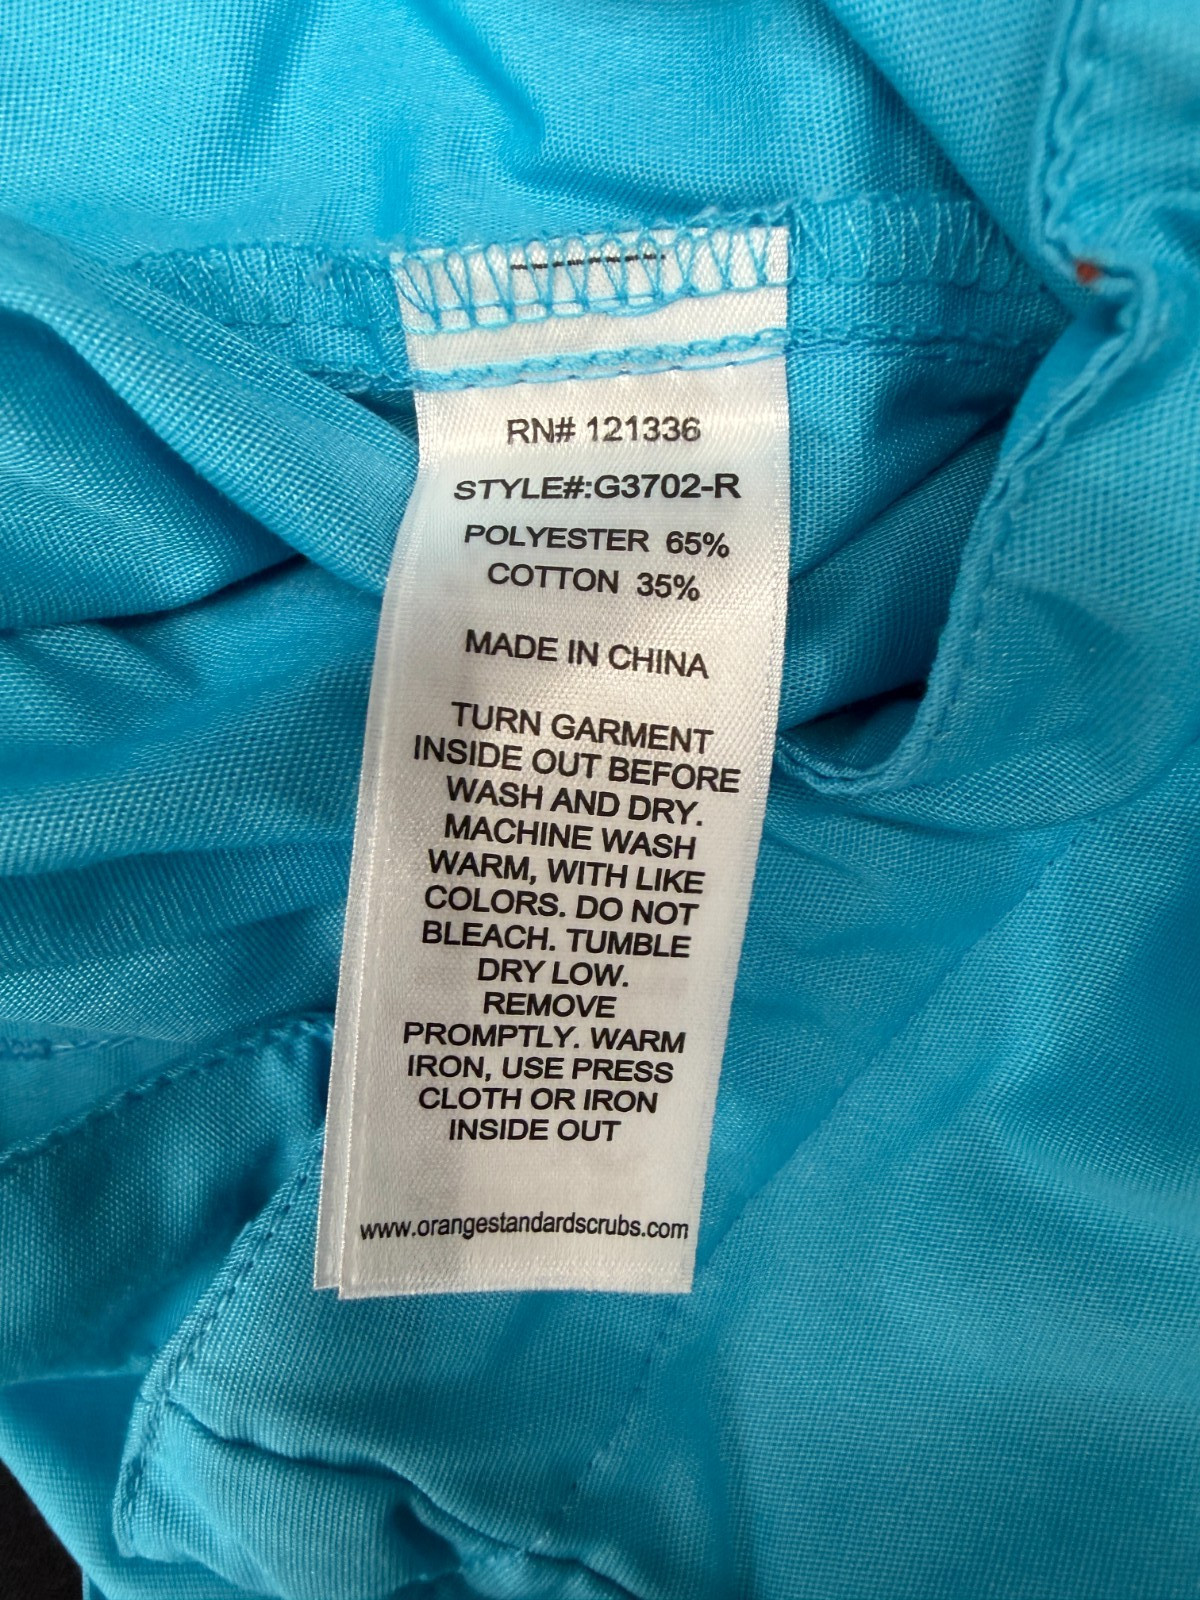 RN# 121336
STYLE#:G3702-R
POLYESTER 65%
COTTON 35%
MADE IN CHINA
TURN GARMENT
INSIDE OUT BEFORE
WASH AND DRY.
MACHINE WASH
WARM, WITH LIKE
COLORS. DO NOT
BLEACH. TUMBLE
DRY LOW.
REMOVE
PROMPTLY. WARM
IRON, USE PRESS
CLOTH OR IRON
INSIDE OUT
www.orangestandardscrubs.com